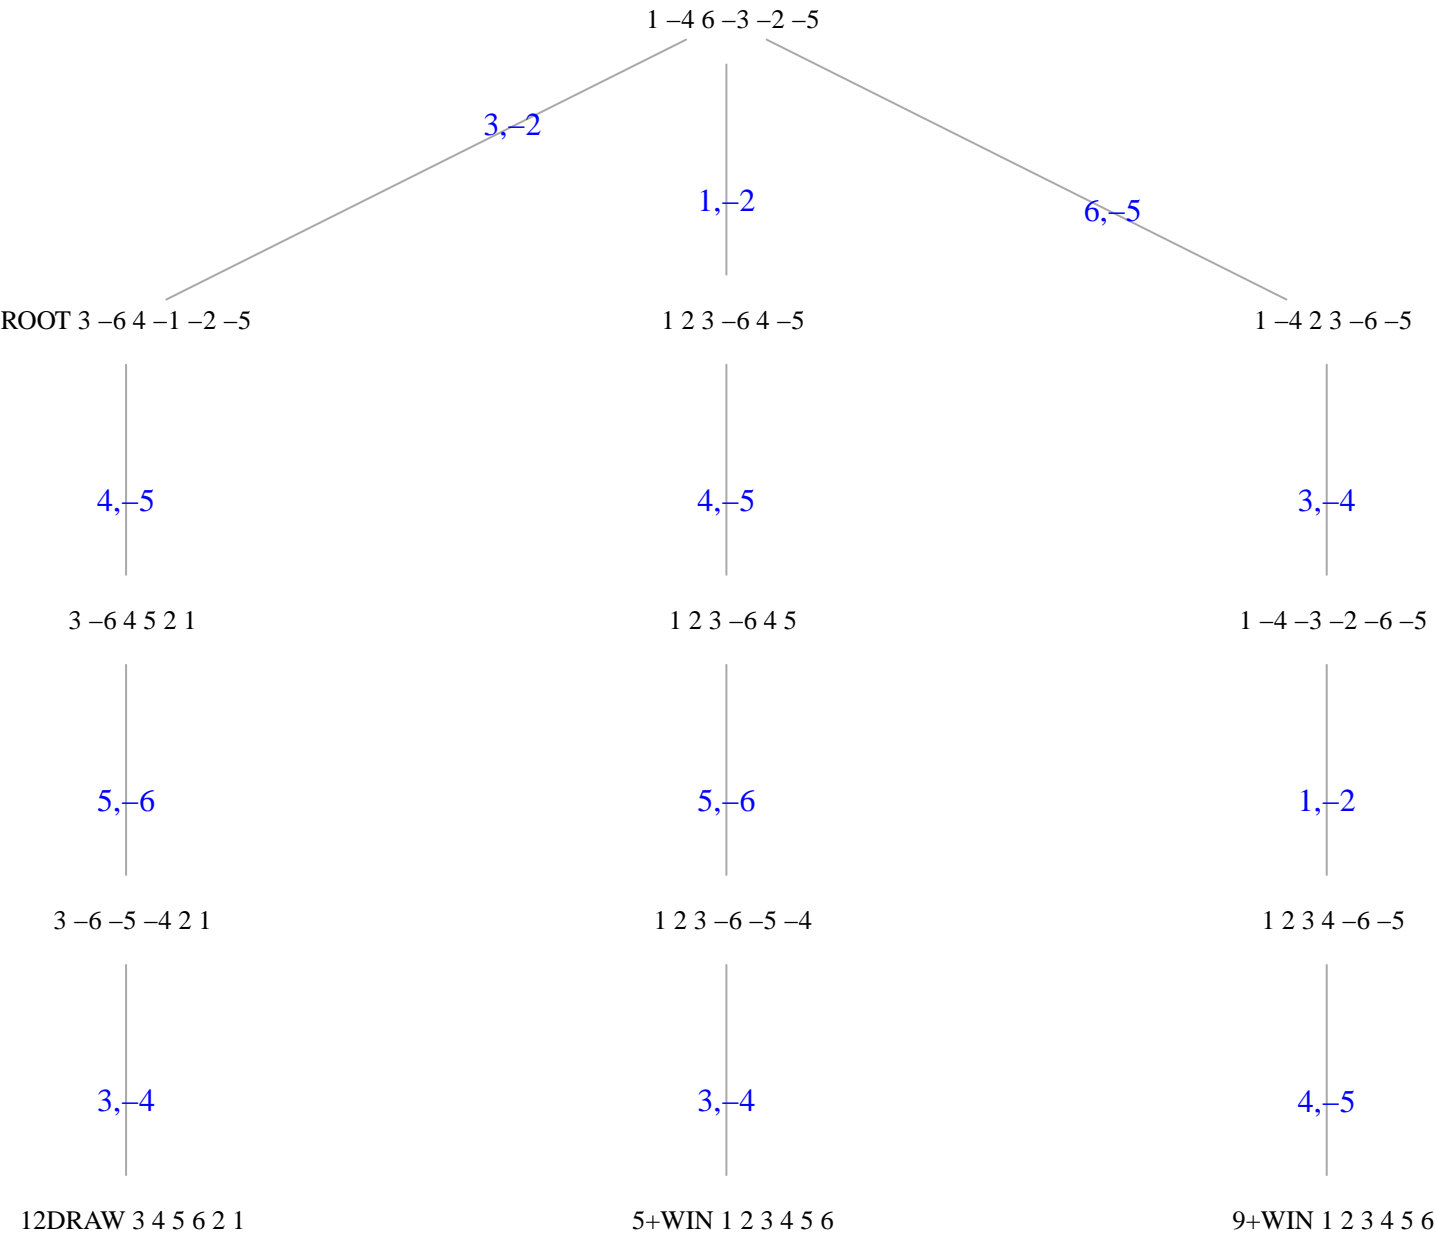 1 –4 6 –3 –2 –5
3,–2
1,–2
6,–5
ROOT 3 –6 4 –1 –2 –5
1 2 3 –6 4 –5
1 –4 2 3 –6 –5
4,–5
4,–5
3,–4
3 –6 4 5 2 1
1 2 3 –6 4 5
1 –4 –3 –2 –6 –5
5,–6
5,–6
1,–2
3 –6 –5 –4 2 1
1 2 3 –6 –5 –4
1 2 3 4 –6 –5
3,–4
3,–4
4,–5
12DRAW 3 4 5 6 2 1
5+WIN 1 2 3 4 5 6
9+WIN 1 2 3 4 5 6